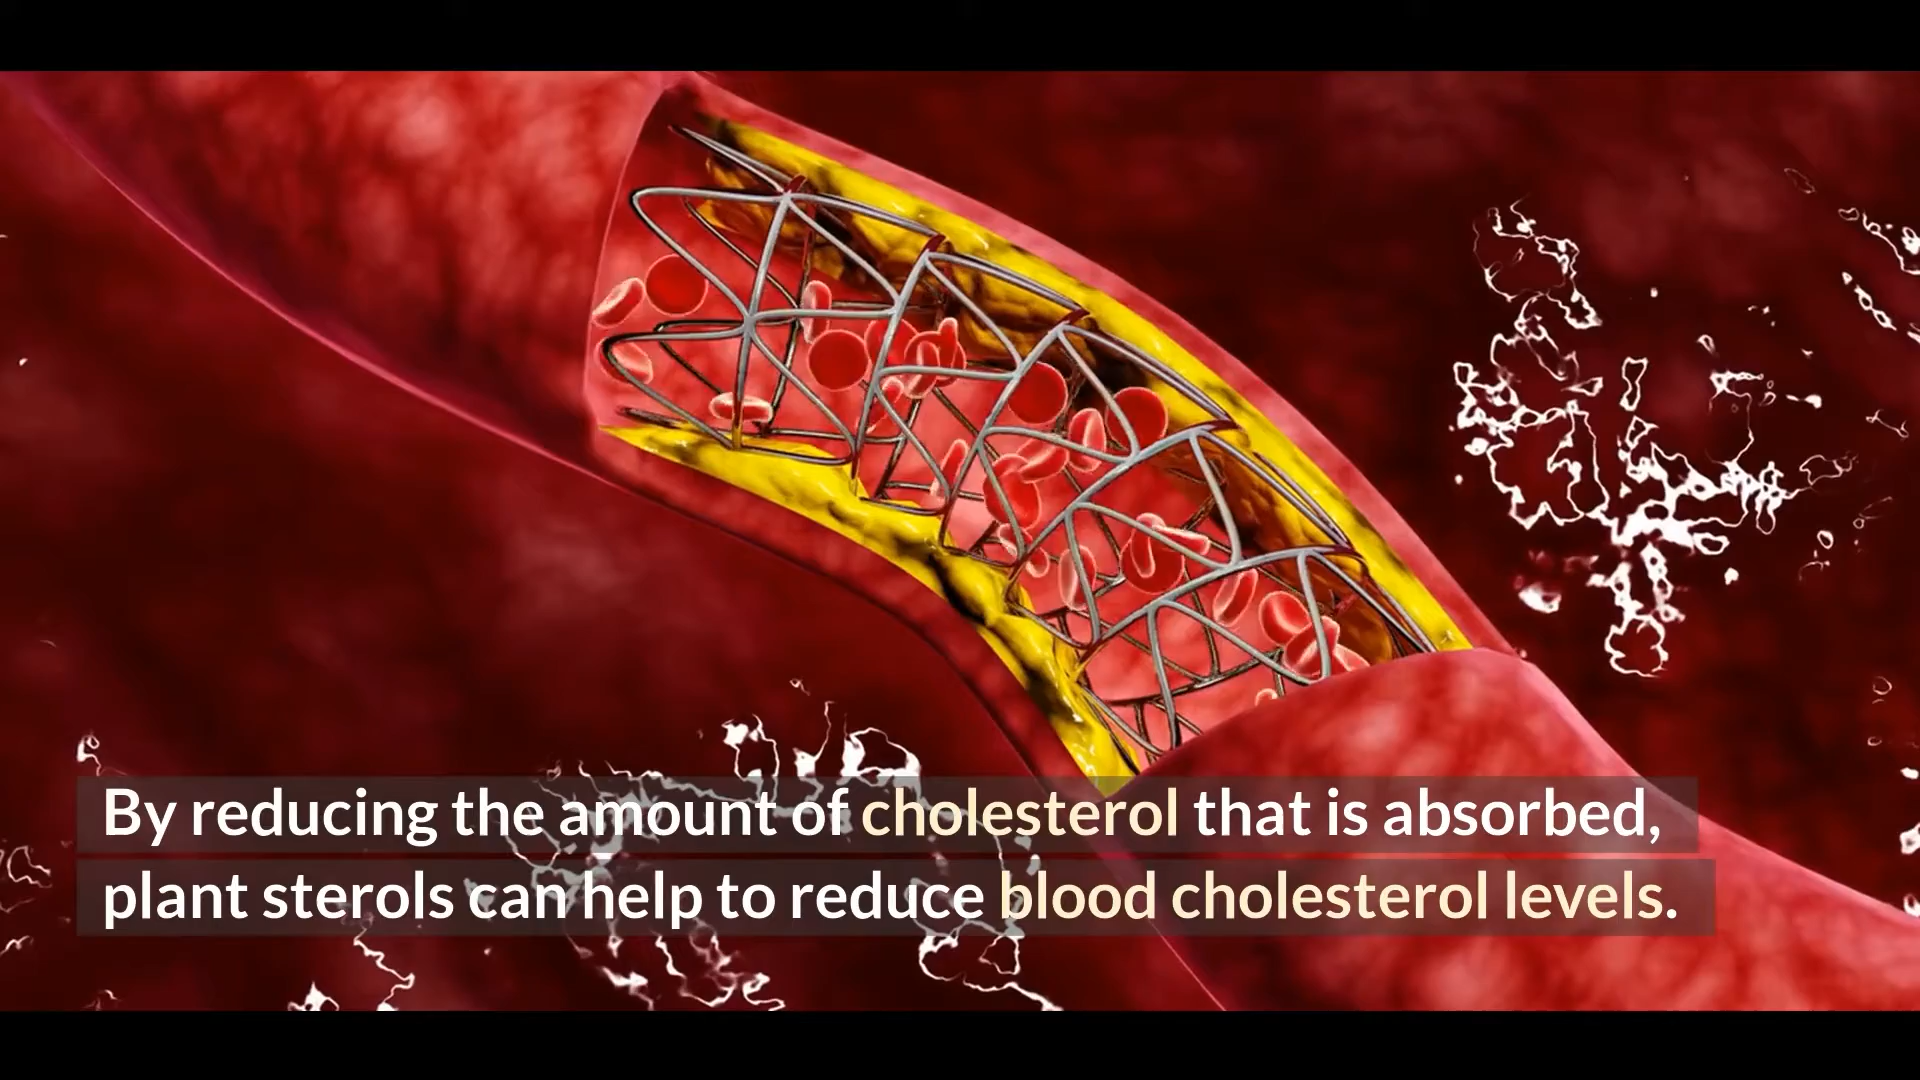 By reducing the amount of cholesterol that is absorbed,
plant sterols can help to reduce blood cholesterol levels.